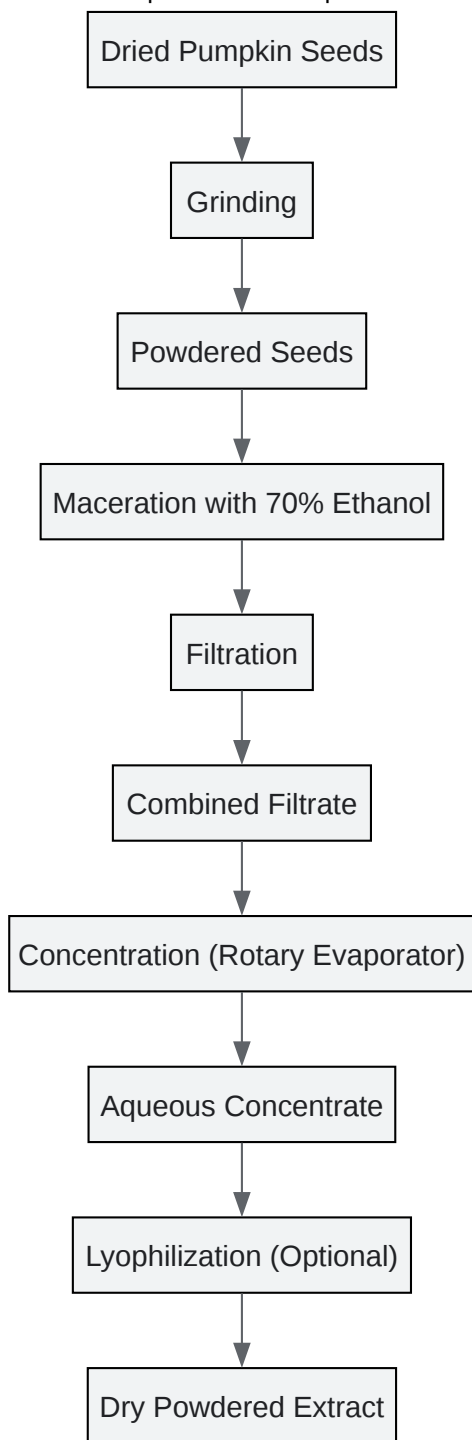 Dried Pumpkin Seeds
Grinding
Powdered Seeds
Maceration with 70% Ethanol
Filtration
Combined Filtrate
Concentration (Rotary Evaporator)
Aqueous Concentrate
Lyophilization (Optional)
Dry Powdered Extract